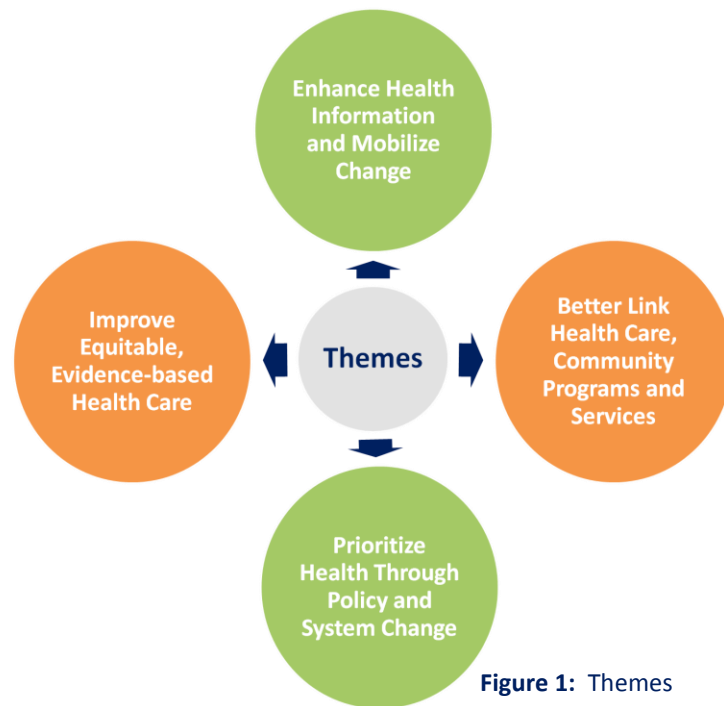 Enhance Health
Information
and Mobilize
Change
Improve
Equitable,
Evidence-based
Health Care
Themes
Better Link
Health Care,
Community
Programs and
Services
Prioritize
Health Through
Policy and
System Change
Figure 1: Themes